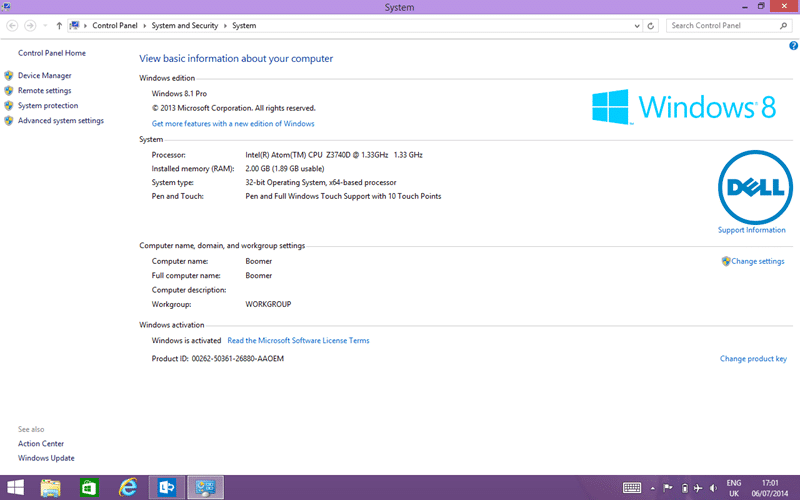 System
Control Panel System and Security System
Search Control Panel
Control Panel Home
Device Manager
Remote settings
System protection
Advanced system settings
View basic information about your computer
Windows edition
Windows 8.1 Pro
© 2013 Microsoft Corporation. All rights reserved.
Get more features with a new edition of Windows
Windows 8
System
Processor: Intel(R) Atom(TM) CPU Z3740D @ 1.33GHz 1.33 GHz
Installed memory (RAM): 2.00 GB (1.89 GB usable)
System type: 32-bit Operating System, x64-based processor
Pen and Touch: Pen and Full Windows Touch Support with 10 Touch Points
DELL
Support Information
Computer name, domain, and workgroup settings
Computer name: Boomer
Change settings
Full computer name: Boomer
Computer description:
Workgroup: WORKGROUP
Windows activation
Windows is activated Read the Microsoft Software License Terms
Product ID: 00262-50361-26880-AAOEM
Change product key
See also
Action Center
Windows Update
ENG
UK
17:01
06/07/2014